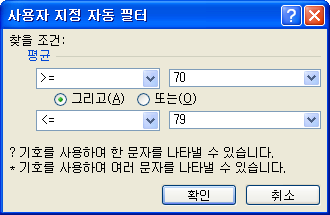 사용자 지정 자동 필터
찾을 조건:
평균
>= 70
그리고(A) 또는(O)
<= 79
? 기호를 사용하여 한 문자를 나타낼 수 있습니다.
* 기호를 사용하여 여러 문자를 나타낼 수 있습니다.
확인 취소